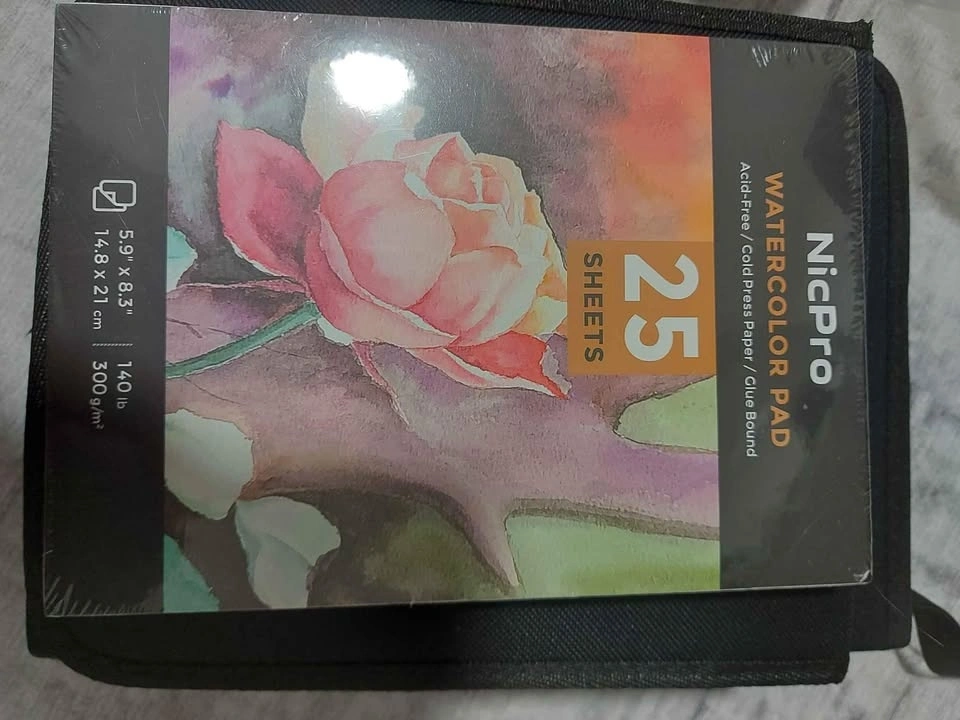 NicPro
WATERCOLOR PAD
Acid-Free / Cold Press Paper / Glue Bound
25
SHEETS
5.9" X 8.3" 140 lb
14.8 X 21 cm 300 g/m²